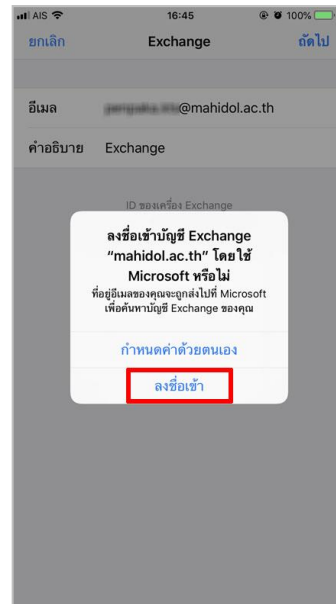 AIS 16:45 100%
ยกเลิก Exchange ถัดไป
อีเมล @mahidol.ac.th
คำอธิบาย Exchange
ID ของเครื่อง Exchange
ลงชื่อเข้าบัญชี Exchange
“mahidol.ac.th” โดยใช้
Microsoft หรือไม่
ที่อยู่อีเมลของคุณจะถูกส่งไปที่ Microsoft
เพื่อค้นหาบัญชี Exchange ของคุณ
กำหนดค่าด้วยตนเอง
ลงชื่อเข้า